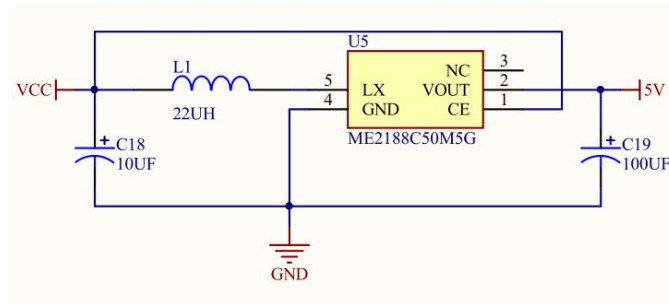 U5
L1
NC 3
VCC
5 LX
VOUT 2
5V
4 GND
CE 1
22UH
ME2188C50M5G
C18
10UF
C19
100UF
GND